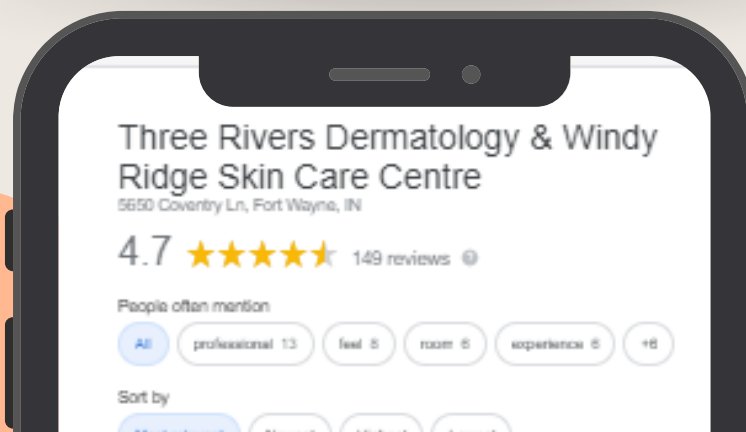 Three Rivers Dermatology & Windy
Ridge Skin Care Centre
5650 Coventry Ln, Fort Wayne, IN
4.7 149 reviews
People often mention
All professional 13 feel 8 room 6 experience 6 +6
Sort by